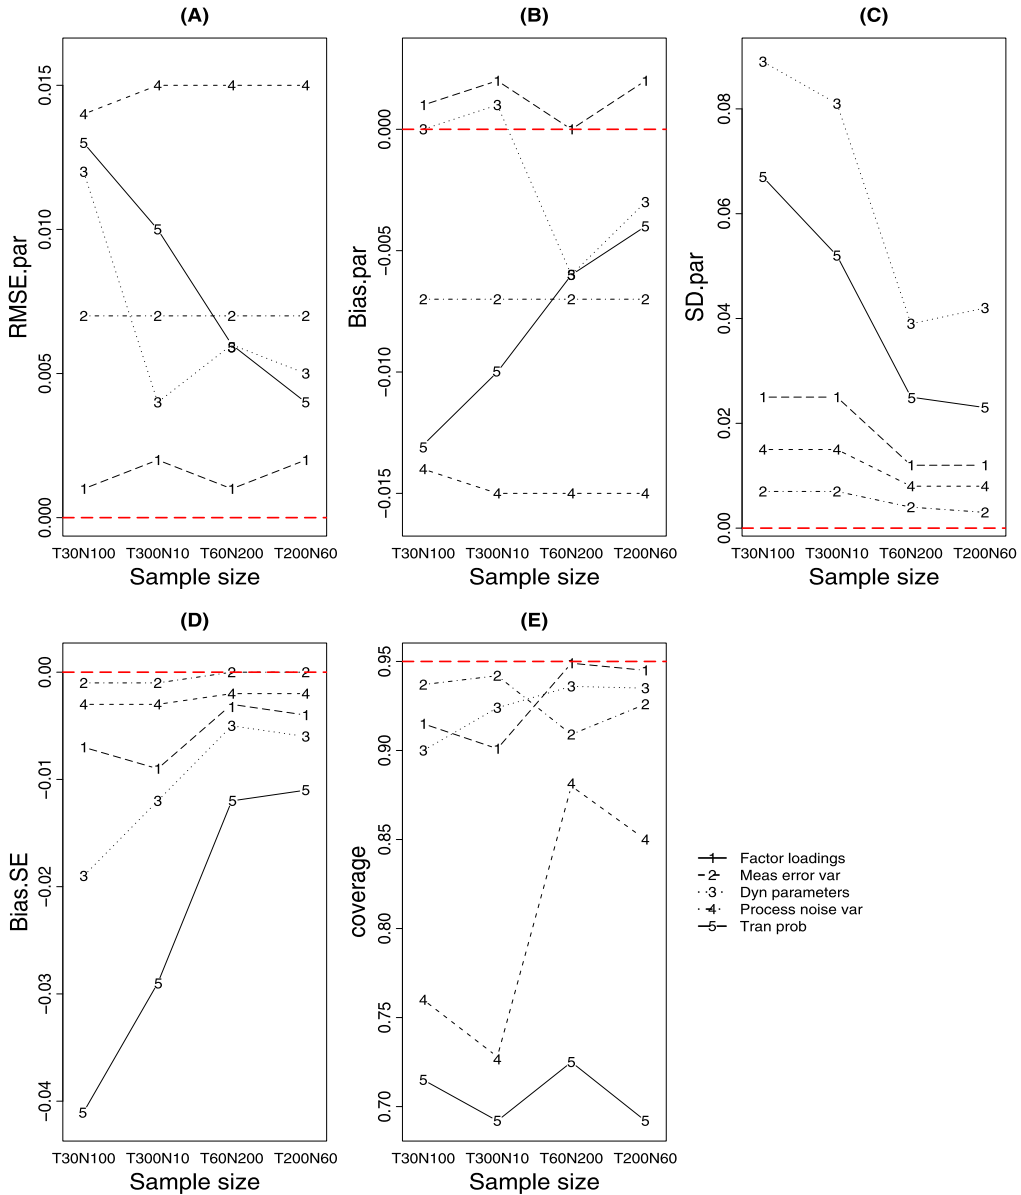 (A)
RMSE.par
0.015
0.010
0.005
0.000
4 4 4 4
5 5 5
3 3 3 3
2 2 2 2
1 1 1 1
T30N100 T300N10 T60N200 T200N60
Sample size
(B)
Bias.par
0.000
−0.005
−0.010
−0.015
1 1 1 1
3 3 3 3
2 2 2 2
5 5 5
4 4 4 4
T30N100 T300N10 T60N200 T200N60
Sample size
(C)
SD.par
0.08
0.06
0.04
0.02
0.00
3 3 3 3
5 5 5 5
1 1 1 1
4 4 4 4
2 2 2 2
T30N100 T300N10 T60N200 T200N60
Sample size
(D)
Bias.SE
0.00
−0.01
−0.02
−0.03
−0.04
2 2 2 2
4 4 4 4
1 1 1 1
3 3 3 3
5 5 5 5
T30N100 T300N10 T60N200 T200N60
Sample size
(E)
coverage
0.95
0.90
0.85
0.80
0.75
0.70
2 2 2 2
1 1 1 1
3 3 3 3
4 4 4 4
5 5 5 5
T30N100 T300N10 T60N200 T200N60
Sample size
1 Factor loadings
2 Meas error var
3 Dyn parameters
4 Process noise var
5 Tran prob